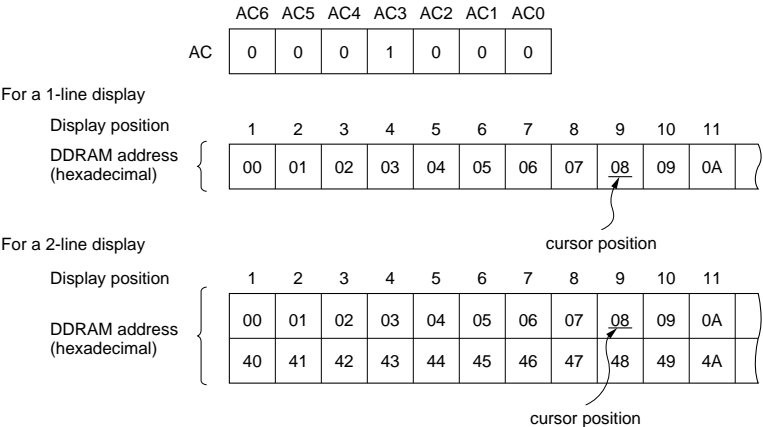 AC6 AC5 AC4 AC3 AC2 AC1 AC0
AC 0 0 0 1 0 0 0
For a 1-line display
Display position 1 2 3 4 5 6 7 8 9 10 11
DDRAM address
(hexadecimal)
00 01 02 03 04 05 06 07 08 09 0A
cursor position
For a 2-line display
Display position 1 2 3 4 5 6 7 8 9 10 11
DDRAM address
(hexadecimal)
00 01 02 03 04 05 06 07 08 09 0A
40 41 42 43 44 45 46 47 48 49 4A
cursor position